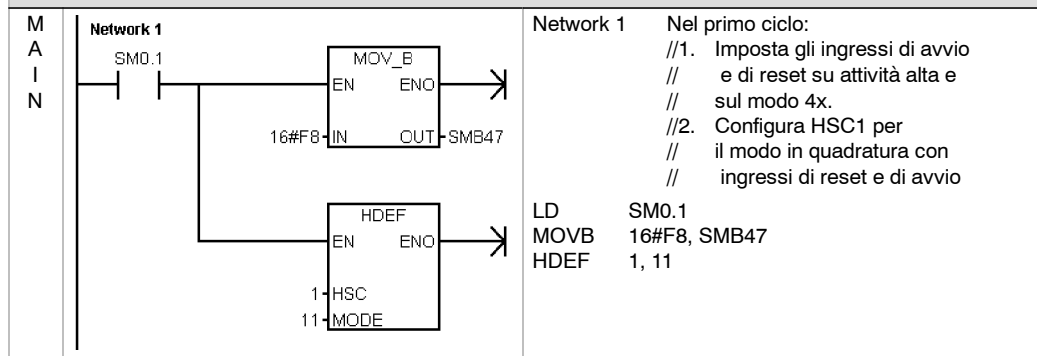 M
A
I
N
Network 1
SM0.1
MOV_B
EN ENO
16#F8 IN OUT SMB47
HDEF
EN ENO
1 HSC
11 MODE
Network 1 Nel primo ciclo:
//1. Imposta gli ingressi di avvio
// e di reset su attività alta e
// sul modo 4x.
//2. Configura HSC1 per
// il modo in quadratura con
// ingressi di reset e di avvio
LD SM0.1
MOVB 16#F8, SMB47
HDEF 1, 11